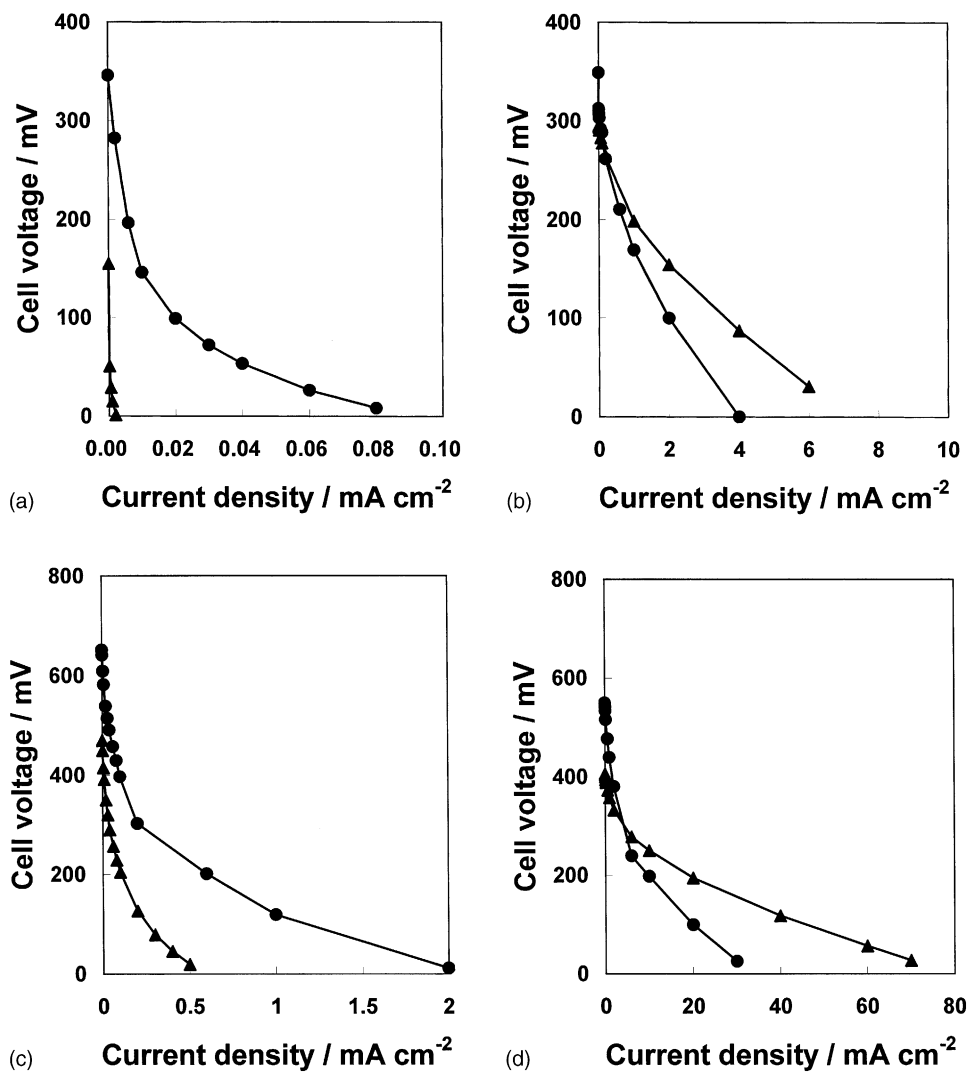 400
300
200
100
0
Cell voltage / mV
0.00 0.02 0.04 0.06 0.08 0.10
(a) Current density / mA cm-2
400
300
200
100
0
Cell voltage / mV
0 2 4 6 8 10
(b) Current density / mA cm-2
800
600
400
200
0
Cell voltage / mV
0 0.5 1 1.5 2
(c) Current density / mA cm-2
800
600
400
200
0
Cell voltage / mV
0 20 40 60 80
(d) Current density / mA cm-2